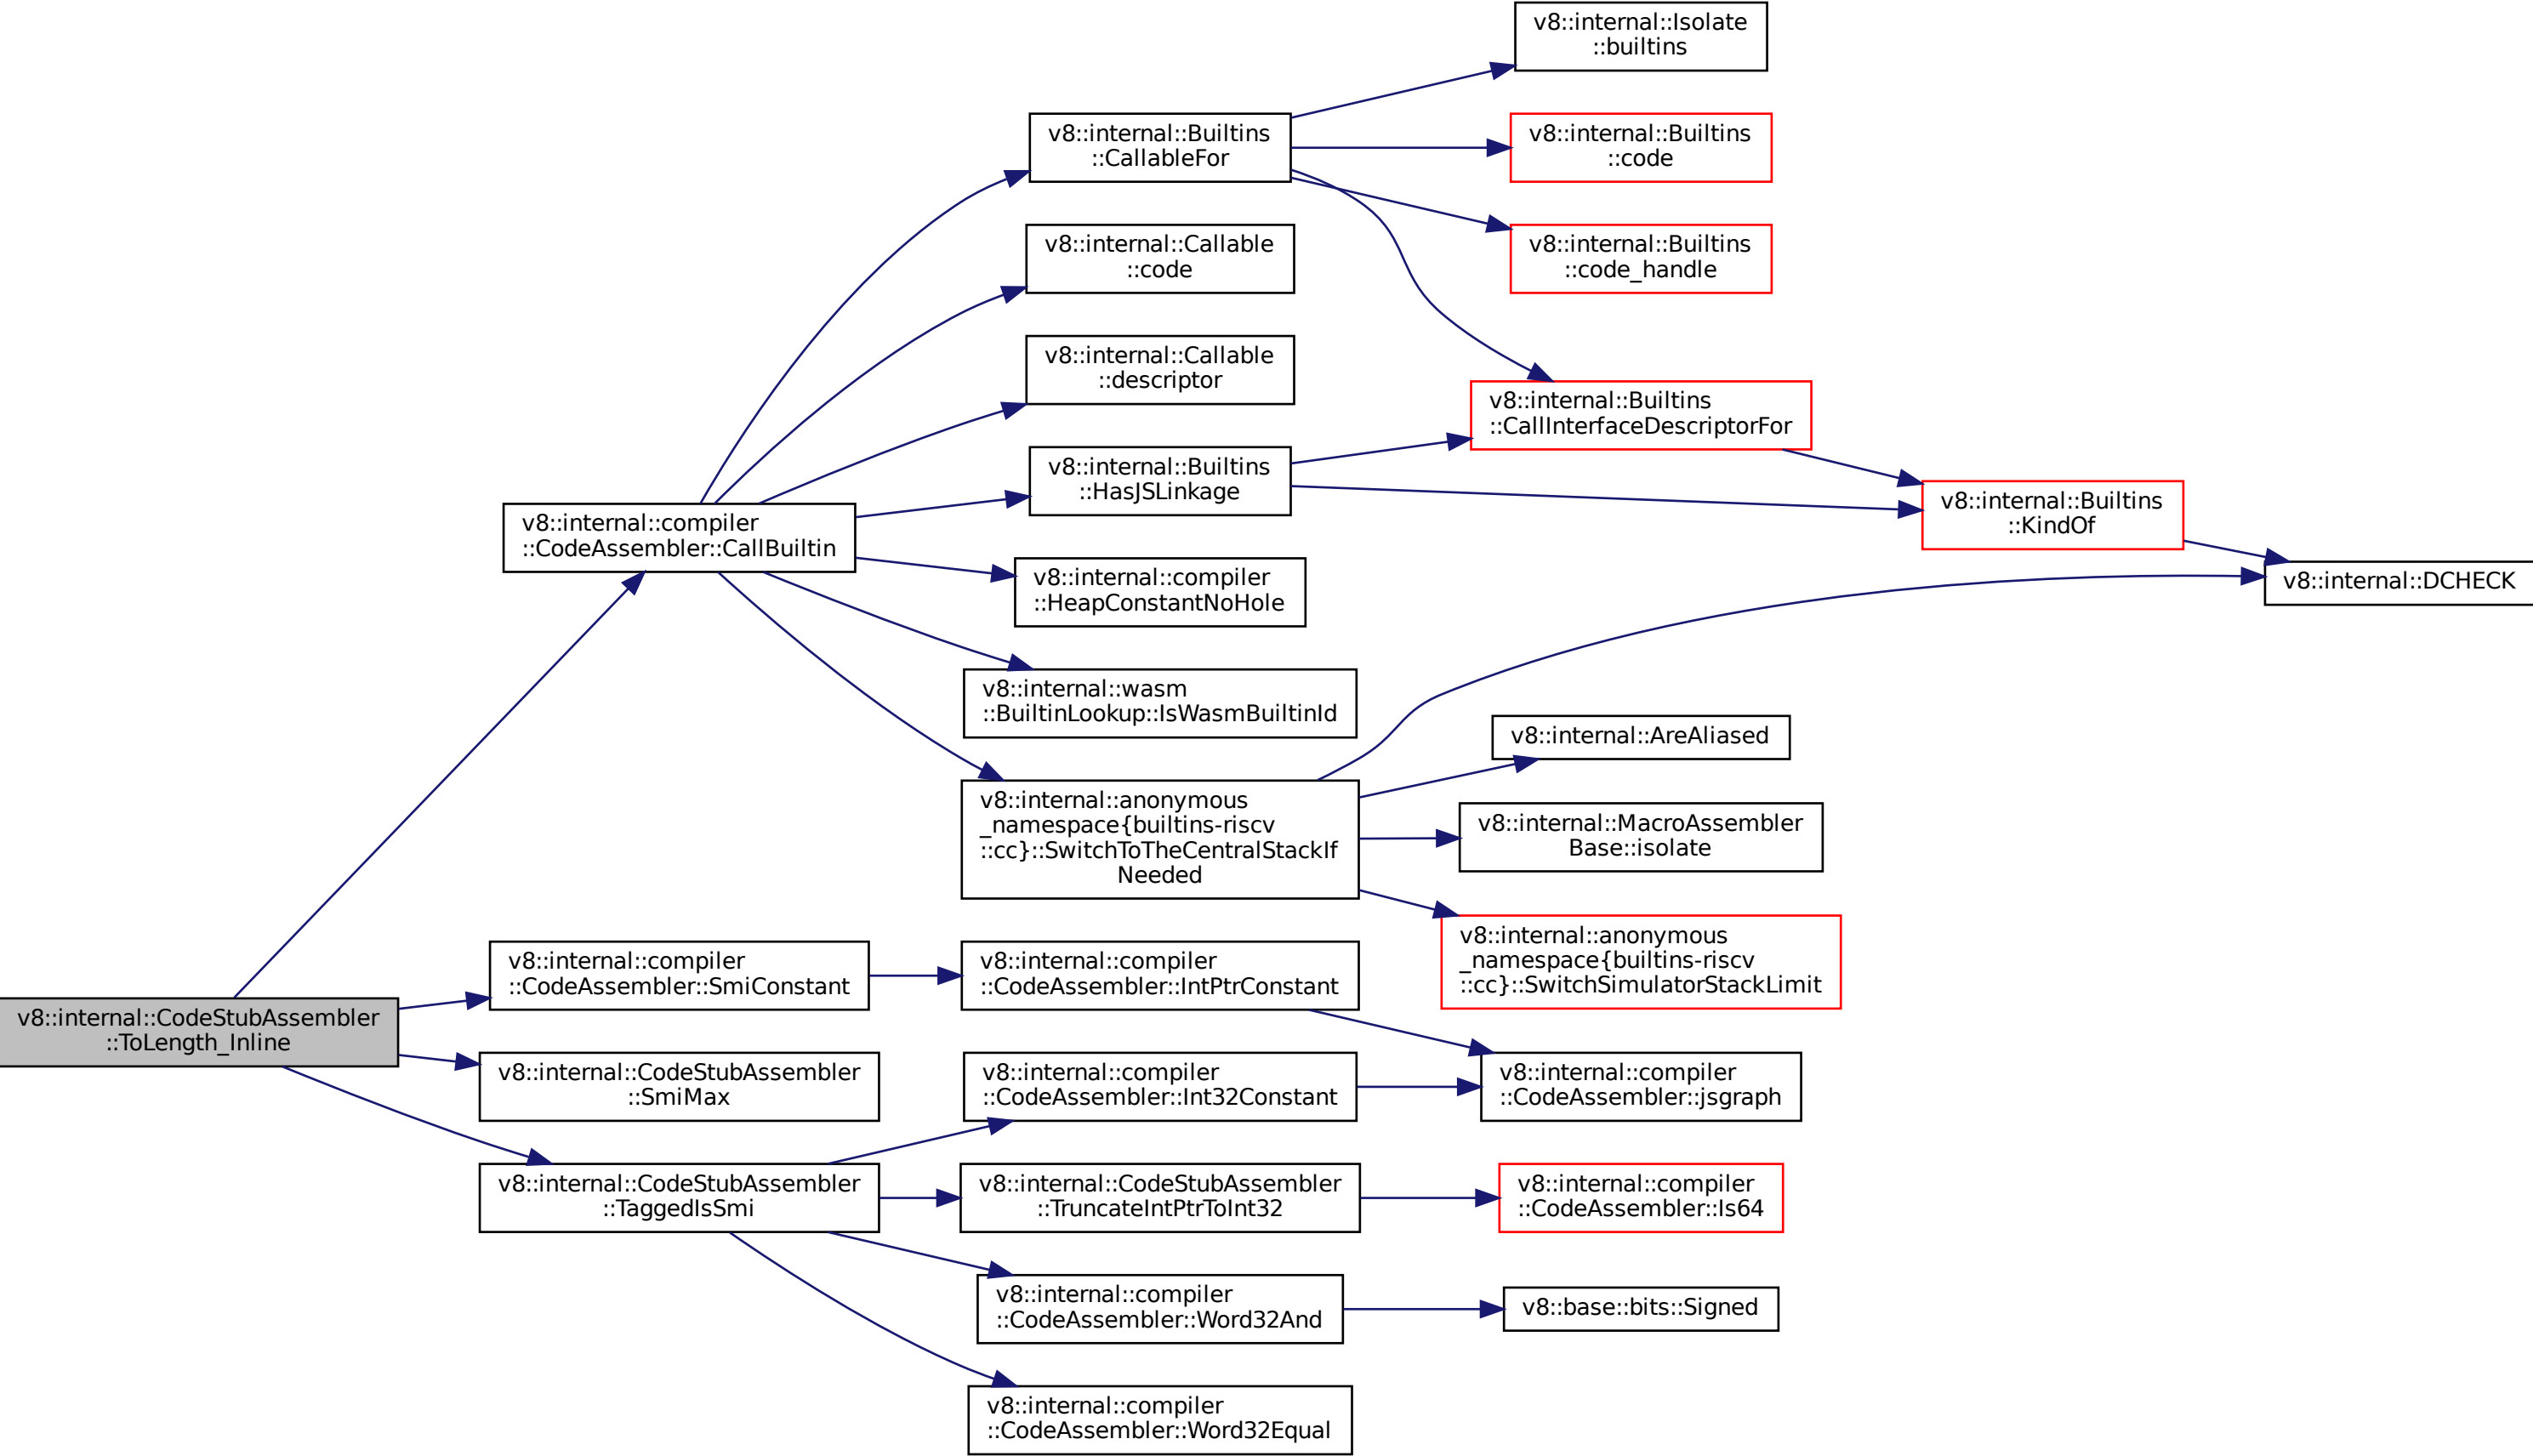 v8::internal::CodeStubAssembler
::ToLength_Inline
v8::internal::compiler
::CodeAssembler::CallBuiltin
v8::internal::compiler
::CodeAssembler::SmiConstant
v8::internal::CodeStubAssembler
::SmiMax
v8::internal::CodeStubAssembler
::TaggedIsSmi
v8::internal::Builtins
::CallableFor
v8::internal::Callable
::code
v8::internal::Callable
::descriptor
v8::internal::Builtins
::HasJSLinkage
v8::internal::compiler
::HeapConstantNoHole
v8::internal::wasm
::BuiltinLookup::IsWasmBuiltinId
v8::internal::anonymous
_namespace{builtins-riscv
::cc}::SwitchToTheCentralStackIf
Needed
v8::internal::compiler
::CodeAssembler::IntPtrConstant
v8::internal::compiler
::CodeAssembler::Int32Constant
v8::internal::CodeStubAssembler
::TruncateIntPtrToInt32
v8::internal::compiler
::CodeAssembler::Word32And
v8::internal::compiler
::CodeAssembler::Word32Equal
v8::internal::Isolate
::builtins
v8::internal::Builtins
::code
v8::internal::Builtins
::code_handle
v8::internal::Builtins
::CallInterfaceDescriptorFor
v8::internal::AreAliased
v8::internal::MacroAssembler
Base::isolate
v8::internal::anonymous
_namespace{builtins-riscv
::cc}::SwitchSimulatorStackLimit
v8::internal::compiler
::CodeAssembler::jsgraph
v8::internal::compiler
::CodeAssembler::Is64
v8::base::bits::Signed
v8::internal::Builtins
::KindOf
v8::internal::DCHECK